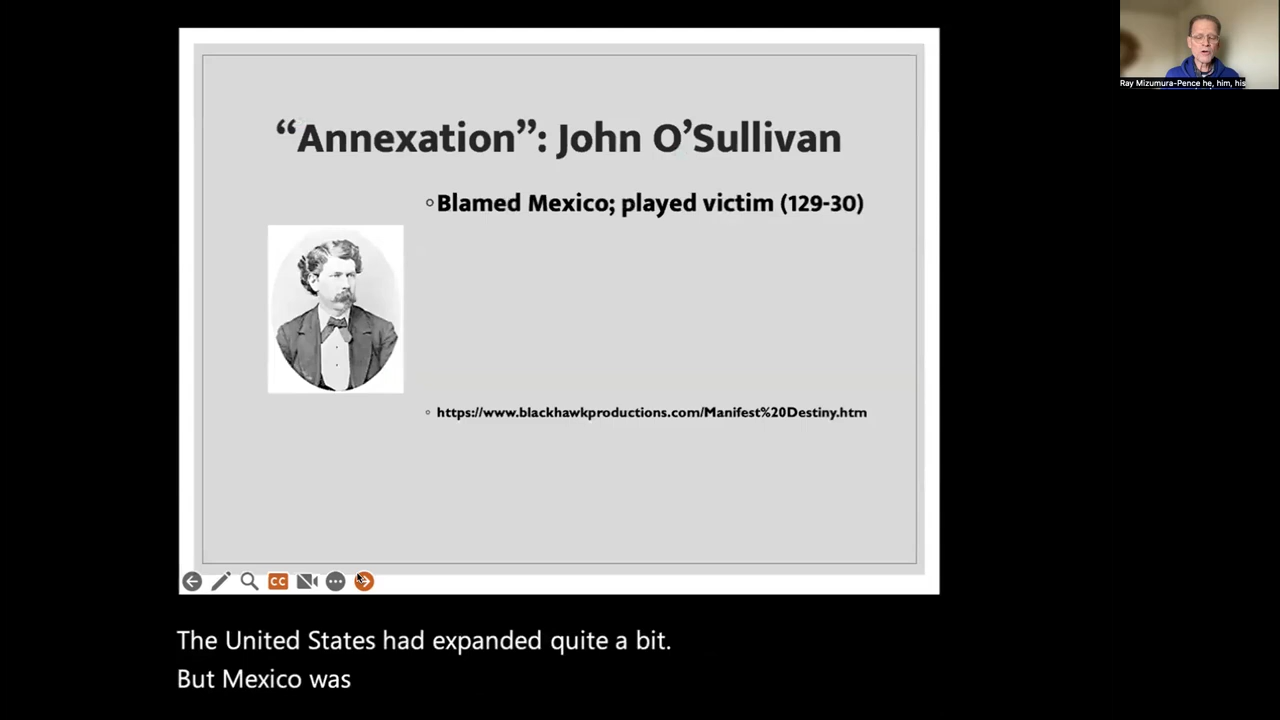 “Annexation”: John O’Sullivan
◦Blamed Mexico; played victim (129-30)
◦ https://www.blackhawkproductions.com/Manifest%20Destiny.htm
CC
The United States had expanded quite a bit.
But Mexico was
Ray Mizumura-Pence he, him, his